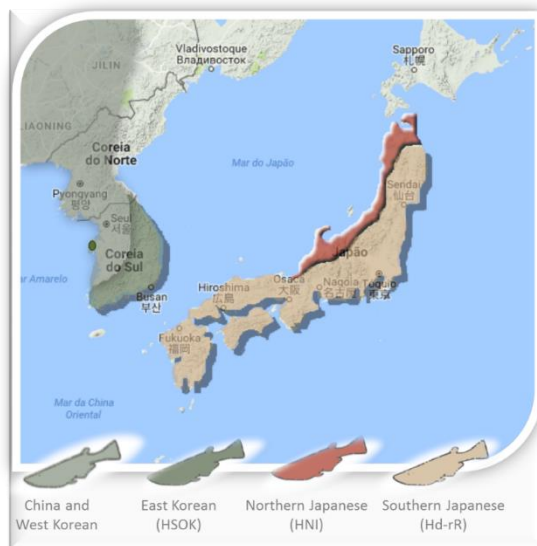 Vladivostoque
Владивосток
Sapporo
札幌
JILIN
LIAONING
Coreia
do Norte
Mar do Japão
Pyongyang
평양
Sendai
仙台
Seul
서울
Coreia
do Sul
Japão
ar Amarelo
Busan
부산
Hiroshima
広島
Osaca
大阪
Nagoia
名古屋
Tóquio
東京
Fukuoka
福岡
Mar da China
Oriental
China and
West Korean
East Korean
(HSOK)
Northern Japanese
(HNI)
Southern Japanese
(Hd-rR)